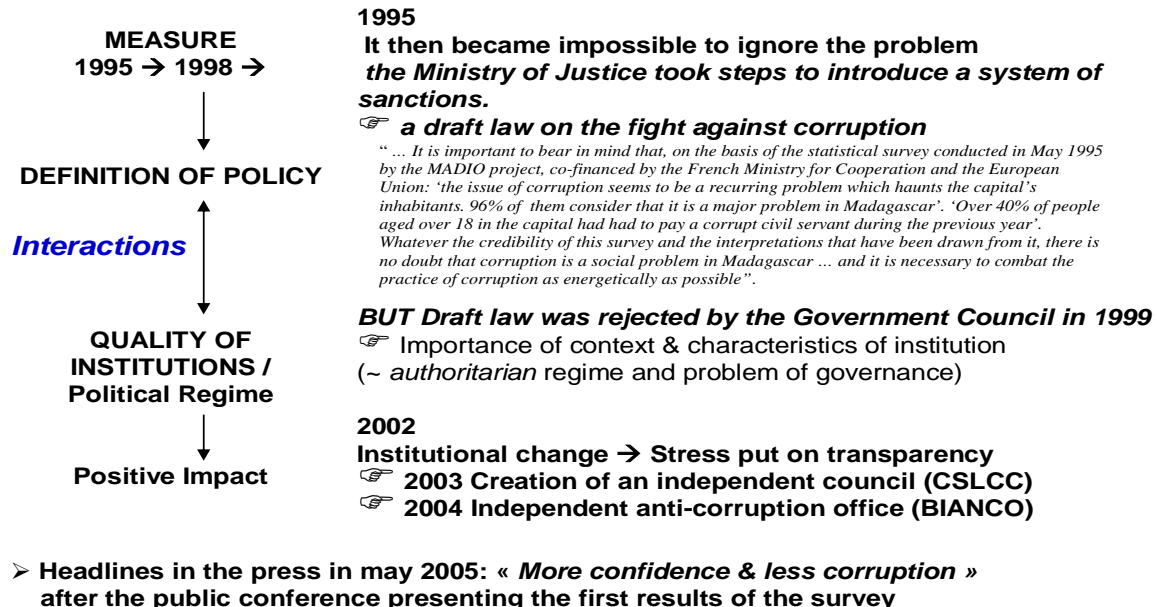 MEASURE
1995 → 1998 →
DEFINITION OF POLICY
Interactions
QUALITY OF
INSTITUTIONS /
Political Regime
Positive Impact
1995
It then became impossible to ignore the problem
the Ministry of Justice took steps to introduce a system of
sanctions.
☞ a draft law on the fight against corruption
“ ... It is important to bear in mind that, on the basis of the statistical survey conducted in May 1995
by the MADIO project, co-financed by the French Ministry for Cooperation and the European
Union: ‘the issue of corruption seems to be a recurring problem which haunts the capital’s
inhabitants. 96% of them consider that it is a major problem in Madagascar’. ‘Over 40% of people
aged over 18 in the capital had had to pay a corrupt civil servant during the previous year’.
Whatever the credibility of this survey and the interpretations that have been drawn from it, there is
no doubt that corruption is a social problem in Madagascar ... and it is necessary to combat the
practice of corruption as energetically as possible”.
BUT Draft law was rejected by the Government Council in 1999
☞ Importance of context & characteristics of institution
(~ authoritarian regime and problem of governance)
2002
Institutional change → Stress put on transparency
☞ 2003 Creation of an independent council (CSLCC)
☞ 2004 Independent anti-corruption office (BIANCO)
➢ Headlines in the press in may 2005: « More confidence & less corruption »
after the public conference presenting the first results of the survey